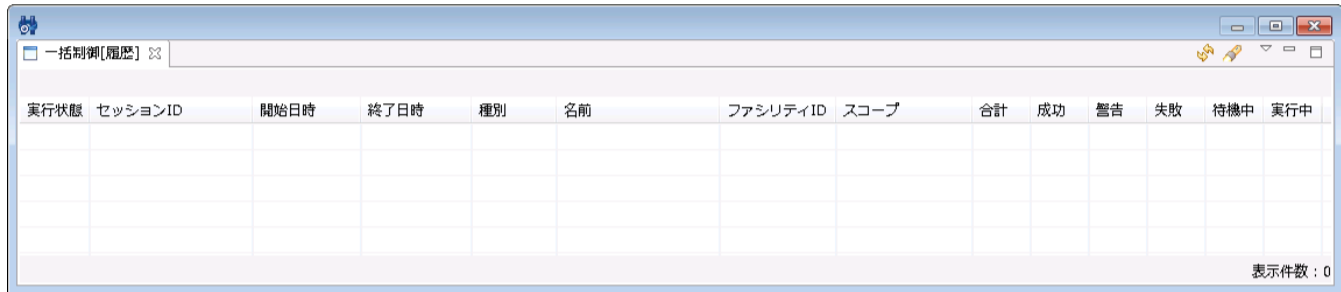 一括制御[履歴]
実行状態 セッションID 開始日時 終了日時 種別 名前 ファシリティID スコープ 合計 成功 警告 失敗 待機中 実行中
表示件数：0